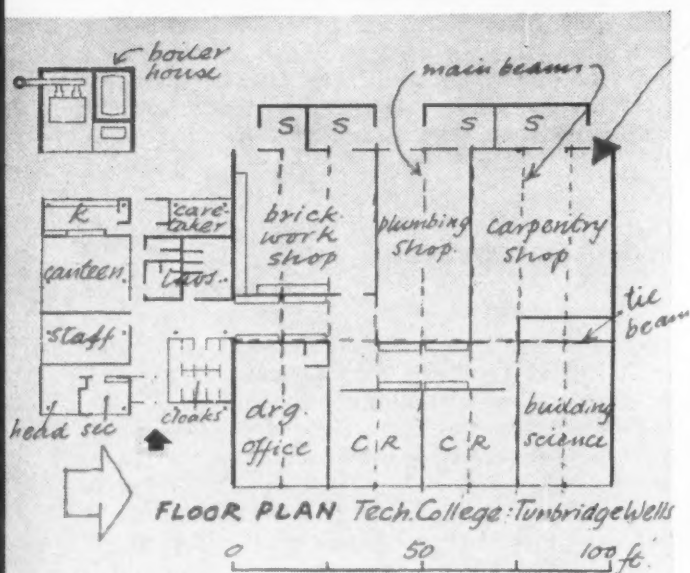 boiler
house
main beams
S S S S
k
care-
taker
brick-
work
shop
plumbing
shop
carpentry
shop
canteen
lavs.
tie
beam
staff
head sec
cloaks
drg.
office
C R
C R
building
science
FLOOR PLAN Tech. College: Tunbridge Wells
0 50 100 ft.